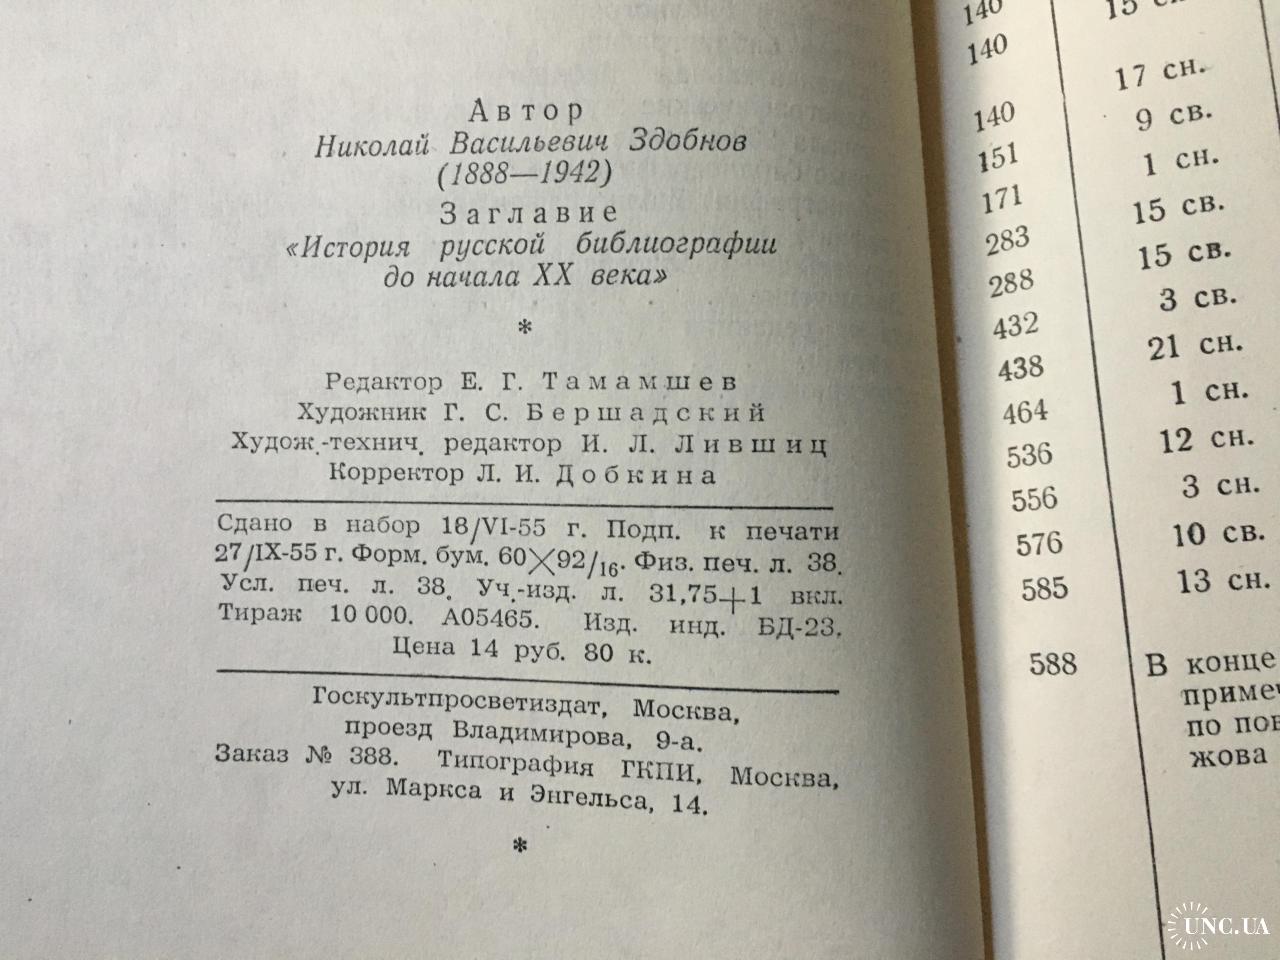 Автор
Николай Васильевич Здобнов
(1888—1942)
Заглавие
«История русской библиографии
до начала XX века»
*
Редактор Е. Г. Тамамшев
Художник Г. С. Бершадский
Худож.-технич. редактор И. Л. Лившиц
Корректор Л. И. Добкина
Сдано в набор 18/VI-55 г. Подп. к печати
27/IX-55 г. Форм. бум. 60×92/16. Физ. печ. л. 38.
Усл. печ. л. 38. Уч.-изд. л. 31,75+1 вкл.
Тираж 10 000. А05465. Изд. инд. БД-23.
Цена 14 руб. 80 к.
Госкультпросветиздат, Москва,
проезд Владимирова, 9-а.
Заказ № 388. Типография ГКПИ, Москва,
ул. Маркса и Энгельса, 14.
*
140 15
140 17 сн.
140 9 св.
151 1 сн.
171 15 св.
283 15 св.
288 3 св.
432 21 сн.
438 1 сн.
464 12 сн.
536 3 сн.
556 10 св.
576 13 сн.
585
588 В конце
по
жова
UNC.UA